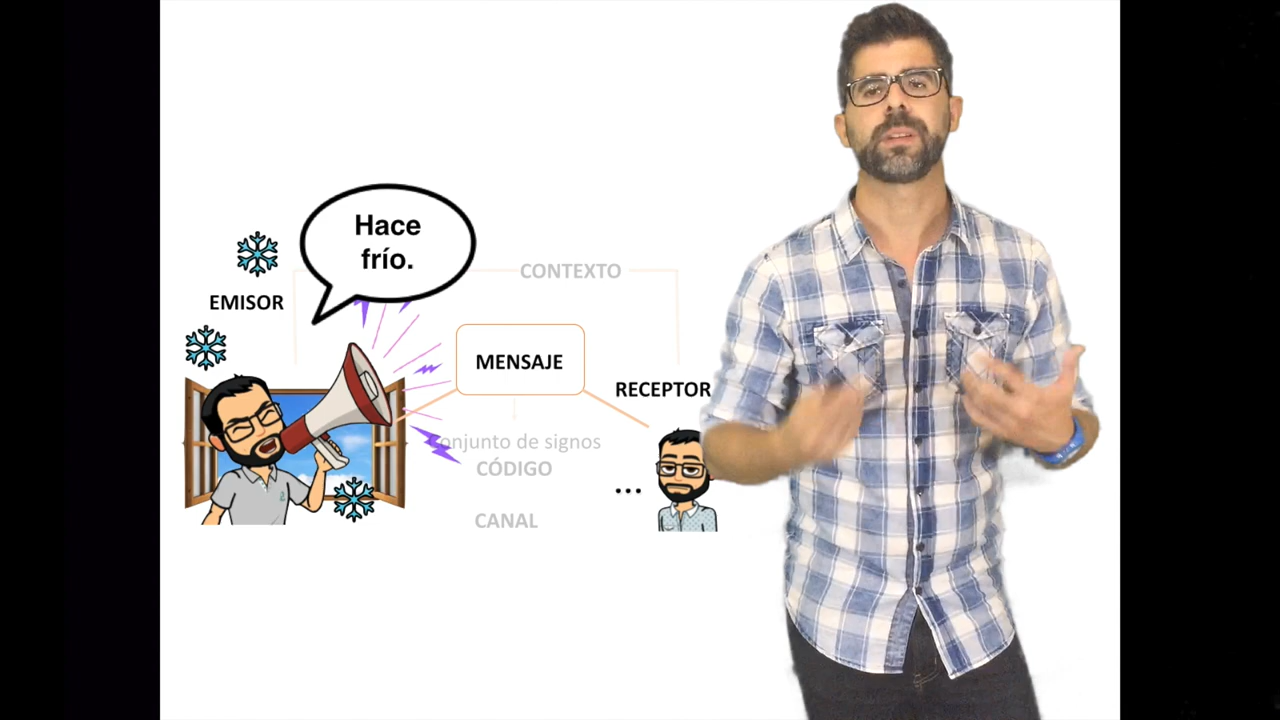 Hace
frío.
CONTEXTO
EMISOR
MENSAJE
RECEPTOR
onjunto de signos
CÓDIGO
...
CANAL